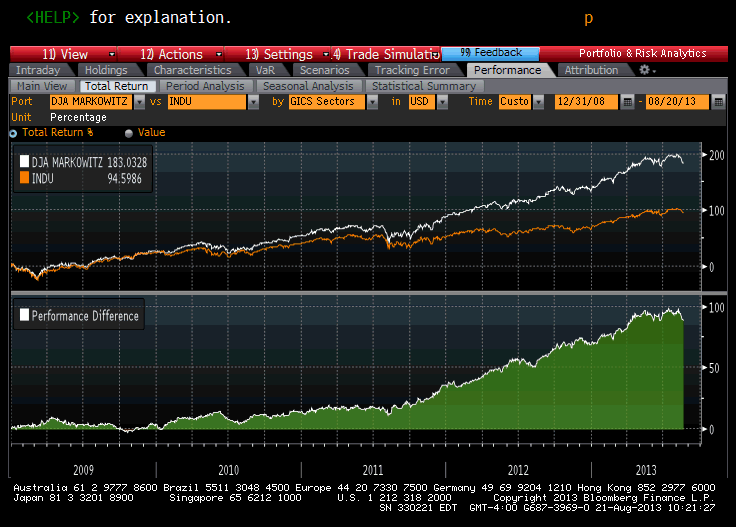 <HELP> for explanation. p
11) View 12) Actions 13) Settings 4) Trade Simulatio 99) Feedback Portfolio & Risk Analytics
Intraday Holdings Characteristics VaR Scenarios Tracking Error Performance Attribution
Main View Total Return Period Analysis Seasonal Analysis Statistical Summary
Port DJA MARKOWITZ vs INDU by GICS Sectors in USD Time Custo 12/31/08 - 08/20/13
Unit Percentage
Total Return % Value
DJA MARKOWITZ 183.0328
INDU 94.5986
200
100
0
Performance Difference
100
50
0
2009 2010 2011 2012 2013
Australia 61 2 9777 8600 Brazil 5511 3048 4500 Europe 44 20 7330 7500 Germany 49 69 9204 1210 Hong Kong 852 2977 6000
Japan 81 3 3201 8900 Singapore 65 6212 1000 U.S. 1 212 318 2000 Copyright 2013 Bloomberg Finance L.P.
SN 330221 EDT GMT-4:00 G687-3969-0 21-Aug-2013 10:21:27